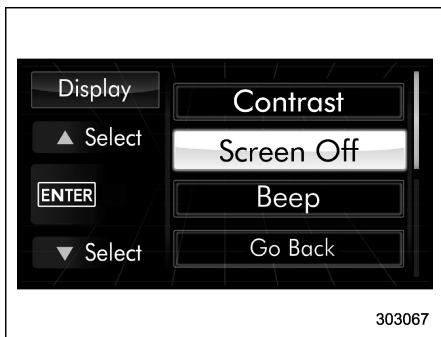 Display
Contrast
▲ Select
Screen Off
ENTER
Beep
▼ Select
Go Back
303067